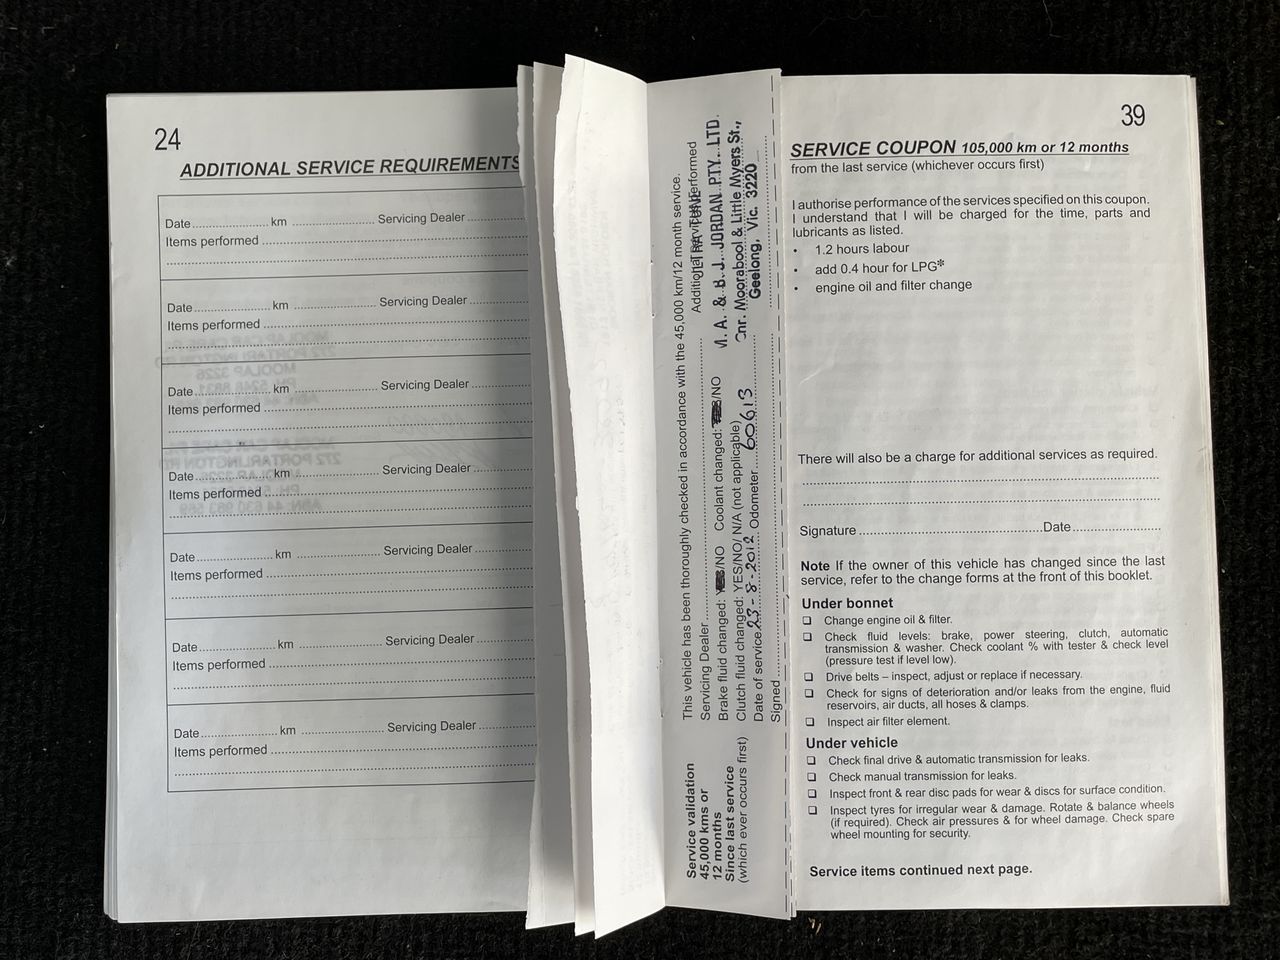 24
ADDITIONAL SERVICE REQUIREMENTS
Date.................... km ..................... Servicing Dealer ..............
Items performed ................................................................
Date.................... km ..................... Servicing Dealer ..............
Items performed ................................................................
Date.................... km ..................... Servicing Dealer ..............
Items performed ................................................................
Date.................... km ..................... Servicing Dealer ..............
Items performed ................................................................
Date.................... km ..................... Servicing Dealer ..............
Items performed ................................................................
Date.................... km ..................... Servicing Dealer ..............
Items performed ................................................................
Date.................... km ..................... Servicing Dealer ..............
Items performed ................................................................
Service validation
45,000 kms or
12 months
Since last service
(which ever occurs first)
This vehicle has been thoroughly checked in accordance with the 45,000 km/12 month service.
Servicing Dealer.................... Additional Services Performed
Brake fluid changed: YES/NO Coolant changed: YES/NO
Clutch fluid changed: YES/NO/ N/A (not applicable)
Date of service 23-8-2012 Odometer 60613
Signed
ULTRA TUNE
M. A. & B. J. JORDAN PTY. LTD.
Cnr. Moorabool & Little Myers St.,
Geelong, Vic. 3220
39
SERVICE COUPON 105,000 km or 12 months
from the last service (whichever occurs first)
I authorise performance of the services specified on this coupon.
I understand that I will be charged for the time, parts and
lubricants as listed.
• 1.2 hours labour
• add 0.4 hour for LPG*
• engine oil and filter change
There will also be a charge for additional services as required.
Signature ..............................................Date......................
Note If the owner of this vehicle has changed since the last
service, refer to the change forms at the front of this booklet.
Under bonnet
❑ Change engine oil & filter.
❑ Check fluid levels: brake, power steering, clutch, automatic
transmission & washer. Check coolant % with tester & check level
(pressure test if level low).
❑ Drive belts – inspect, adjust or replace if necessary.
❑ Check for signs of deterioration and/or leaks from the engine, fluid
reservoirs, air ducts, all hoses & clamps.
❑ Inspect air filter element.
Under vehicle
❑ Check final drive & automatic transmission for leaks.
❑ Check manual transmission for leaks.
❑ Inspect front & rear disc pads for wear & discs for surface condition.
❑ Inspect tyres for irregular wear & damage. Rotate & balance wheels
(if required). Check air pressures & for wheel damage. Check spare
wheel mounting for security.
Service items continued next page.